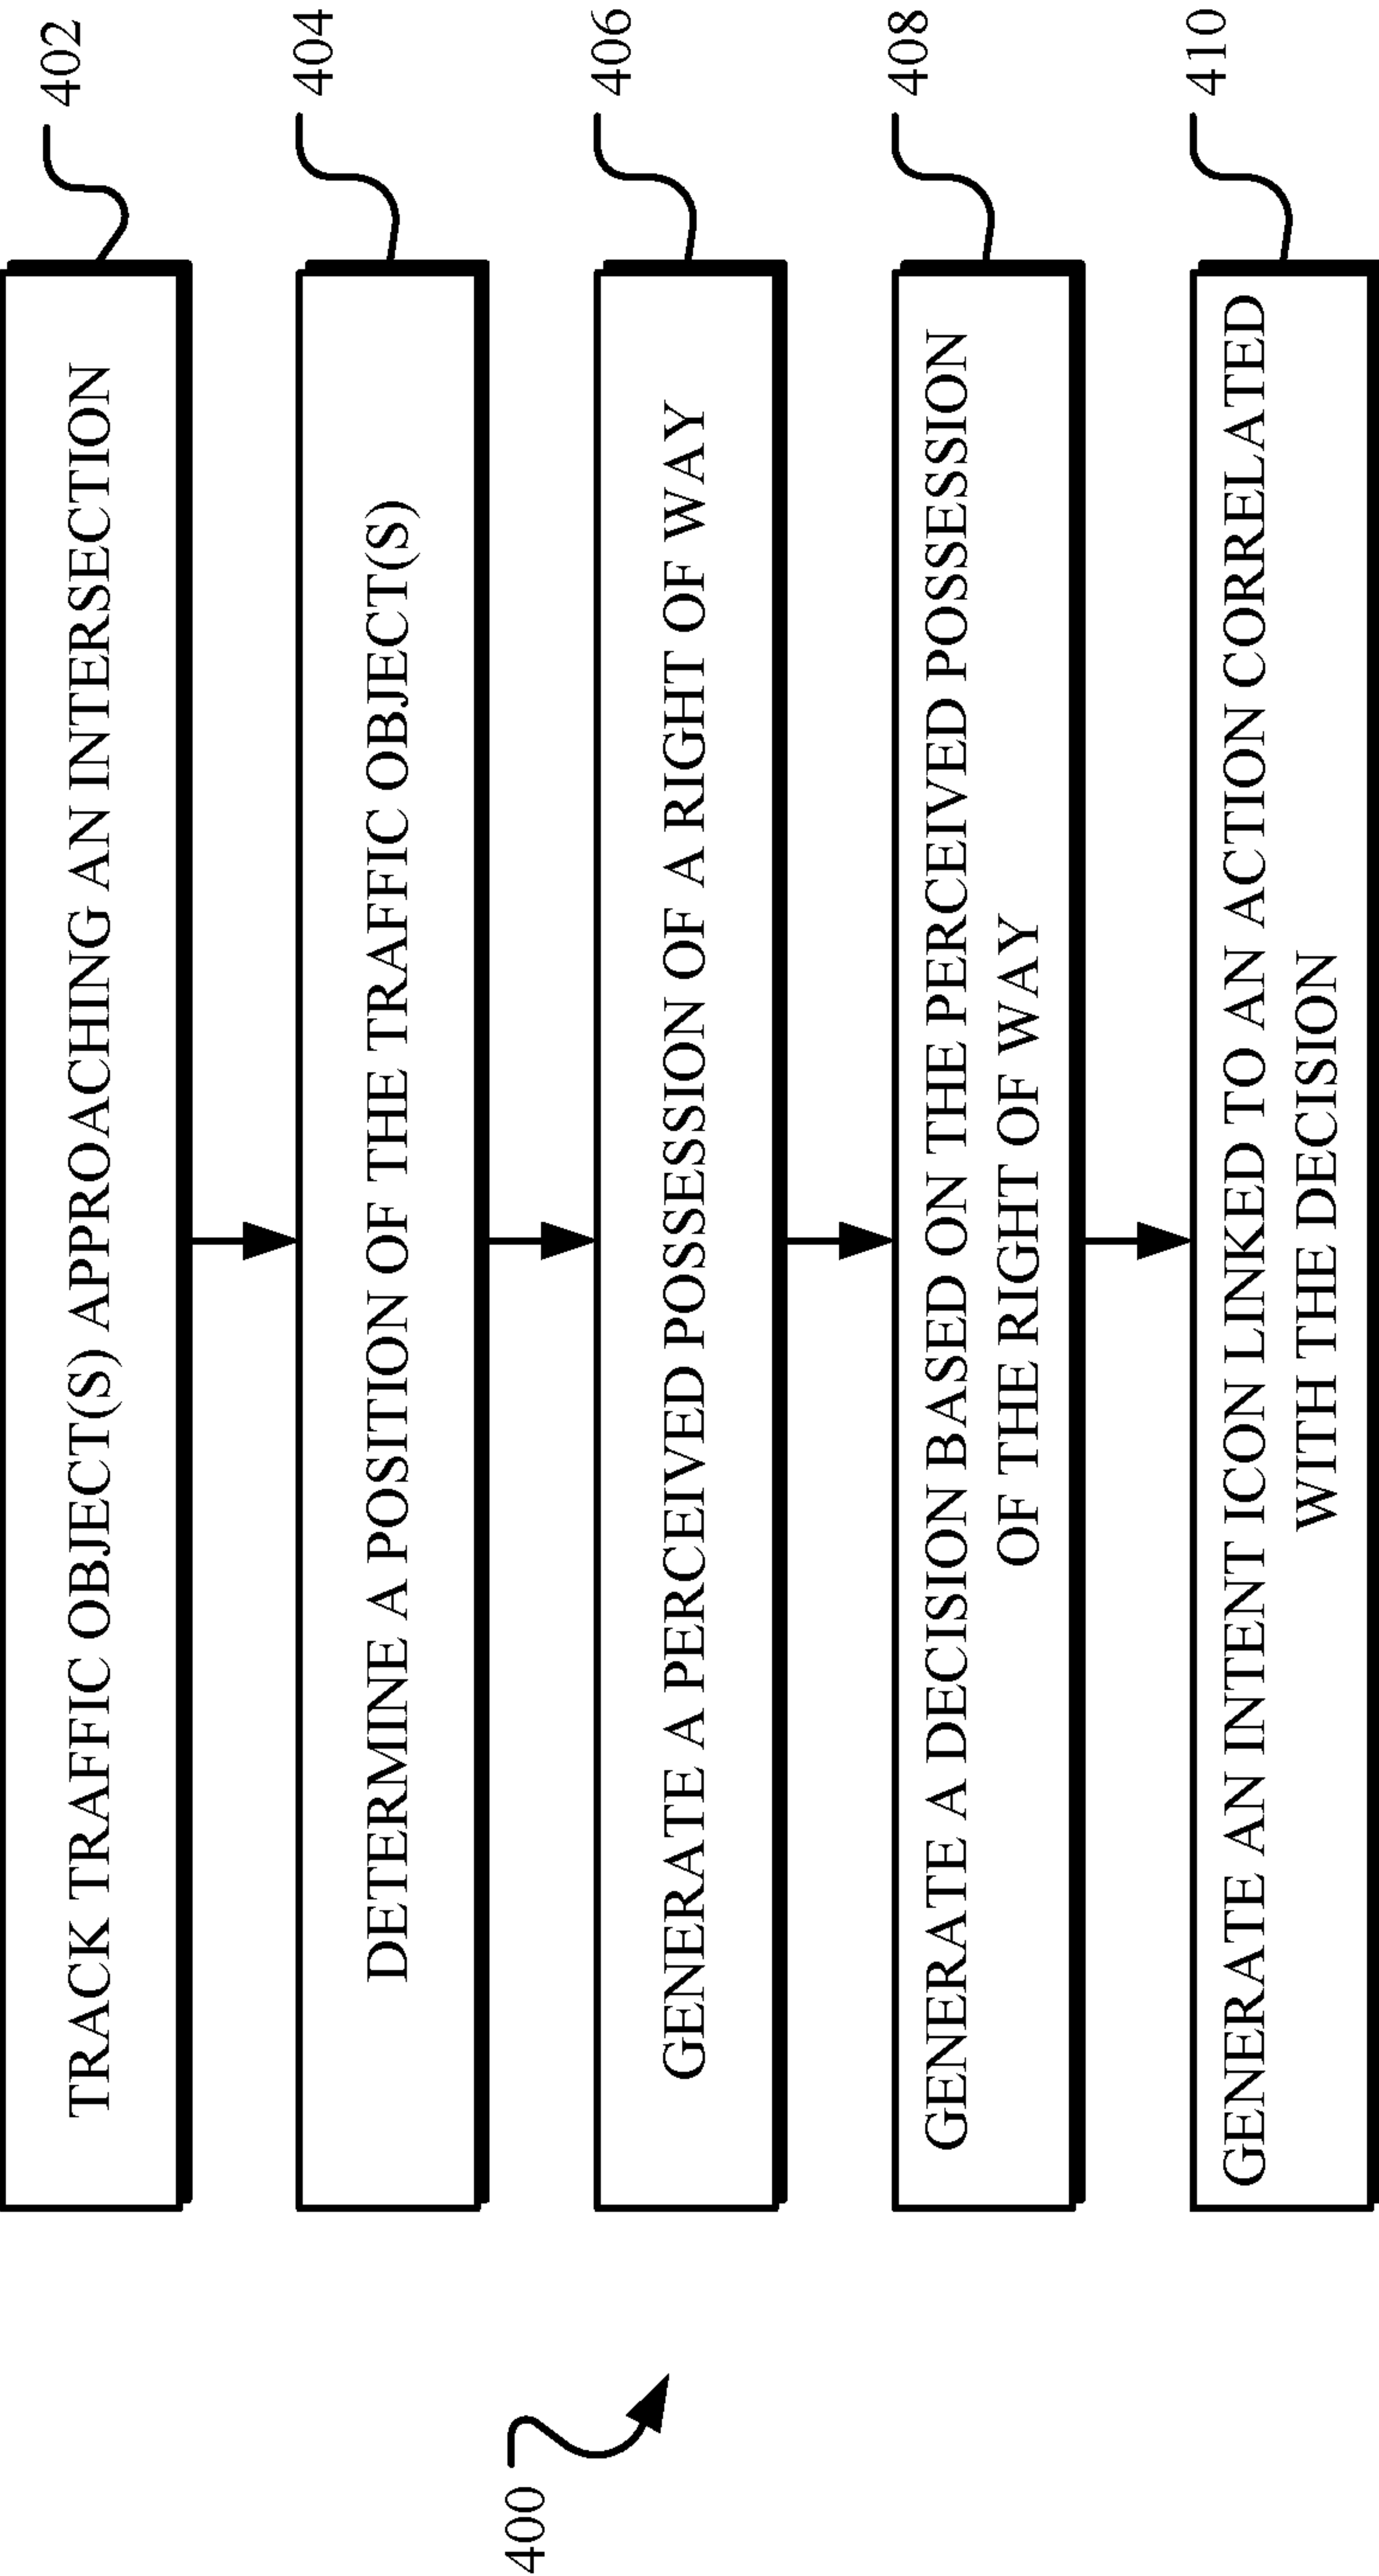 400
TRACK TRAFFIC OBJECT(S) APPROACHING AN INTERSECTION
402
DETERMINE A POSITION OF THE TRAFFIC OBJECT(S)
404
GENERATE A PERCEIVED POSSESSION OF A RIGHT OF WAY
406
GENERATE A DECISION BASED ON THE PERCEIVED POSSESSION
OF THE RIGHT OF WAY
408
GENERATE AN INTENT ICON LINKED TO AN ACTION CORRELATED
WITH THE DECISION
410